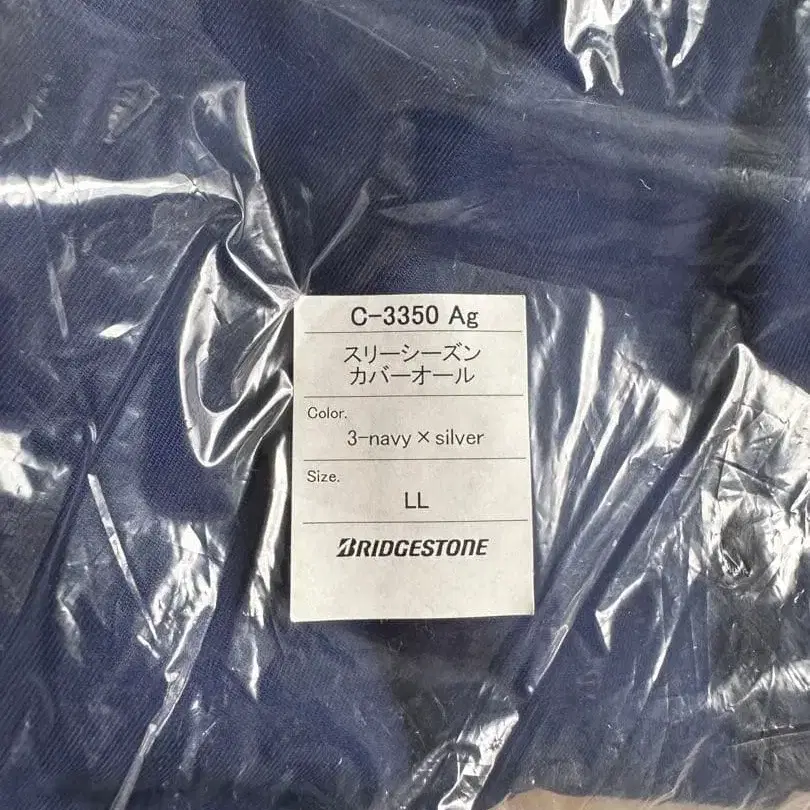 C-3350 Ag
スリーシーズン
カバーオール
Color.
3-navy×silver
Size.
LL
BRIDGESTONE